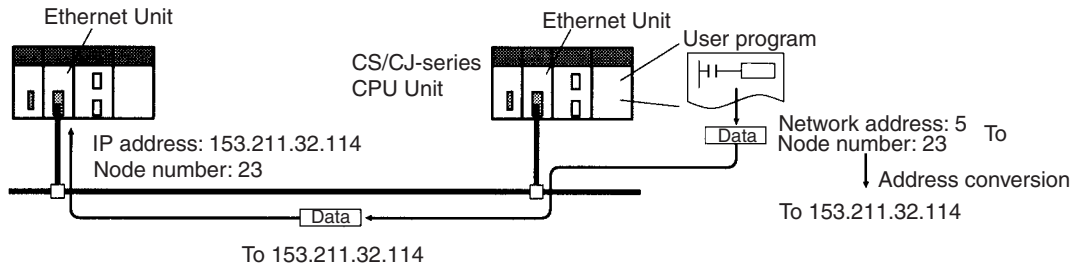 Ethernet Unit
Ethernet Unit
User program
CS/CJ-series
CPU Unit
IP address: 153.211.32.114
Node number: 23
Data
Network address: 5
Node number: 23
To
Address conversion
To 153.211.32.114
Data
To 153.211.32.114